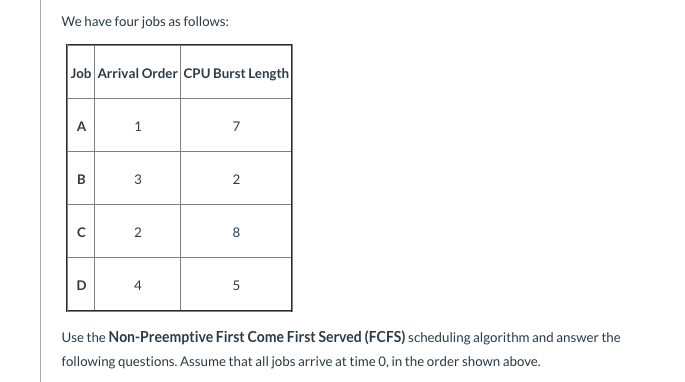 We have four jobs as follows:
Job Arrival Order CPU Burst Length
A 1 7
B 3 2
C 2 8
D 4 5
Use the Non-Preemptive First Come First Served (FCFS) scheduling algorithm and answer the
following questions. Assume that all jobs arrive at time 0, in the order shown above.